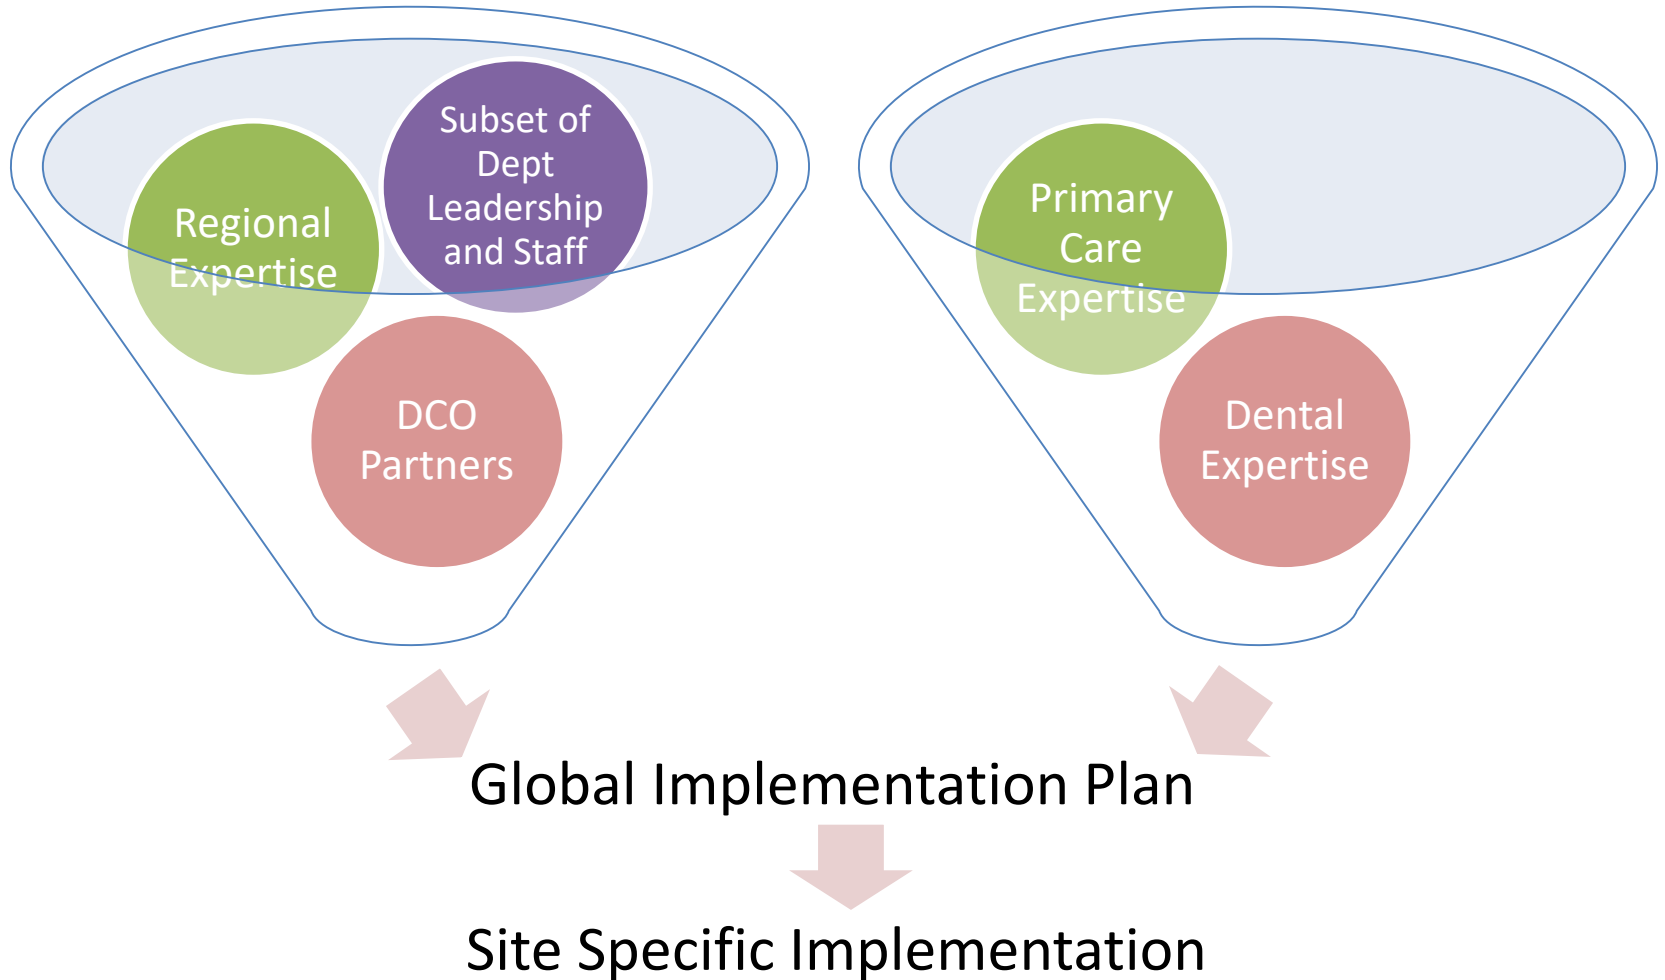 Subset of
Dept
Leadership
and Staff
Regional
Expertise
DCO
Partners
Primary
Care
Expertise
Dental
Expertise
Global Implementation Plan
Site Specific Implementation